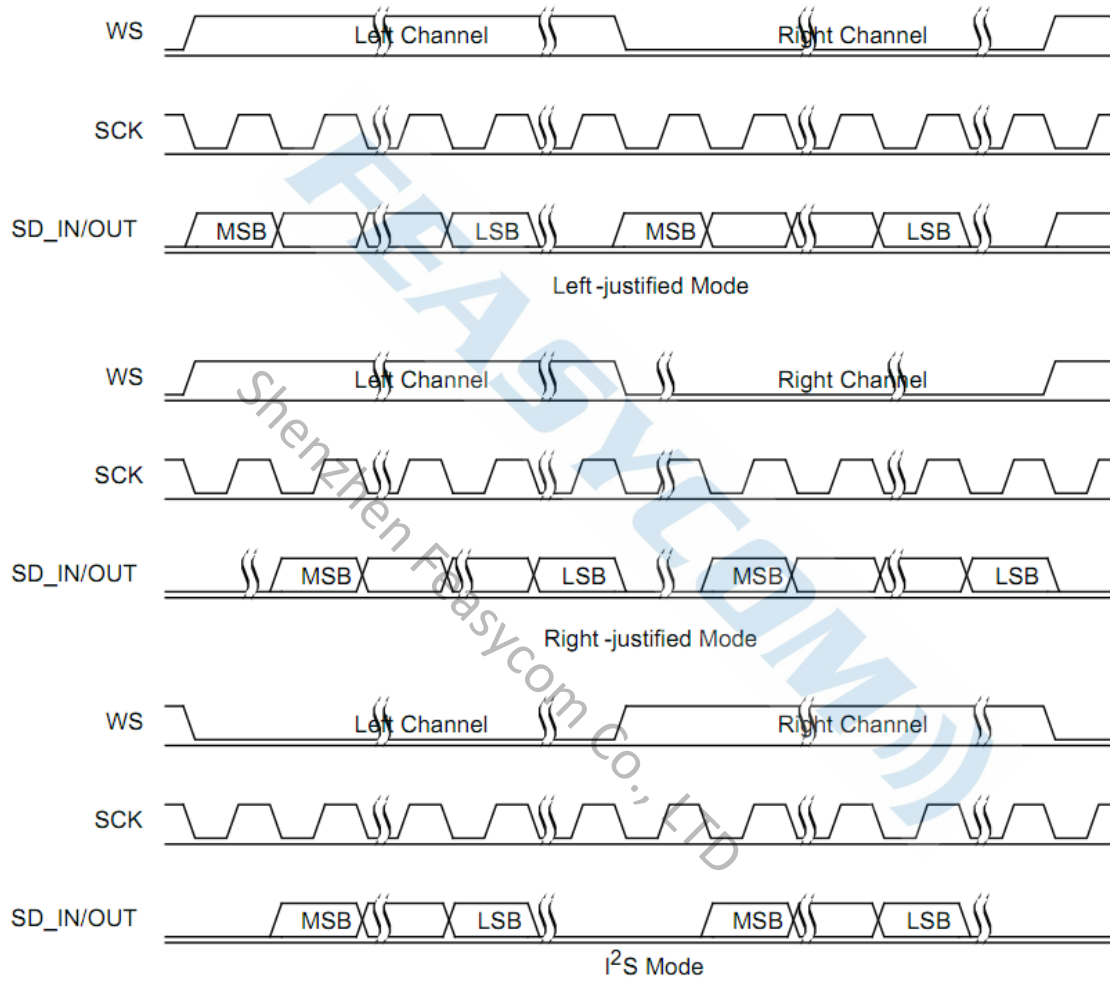 WS Left Channel Right Channel
SCK
SD_IN/OUT MSB LSB MSB LSB
Left-justified Mode
WS Left Channel Right Channel
SCK
SD_IN/OUT MSB LSB MSB LSB
Right-justified Mode
WS Left Channel Right Channel
SCK
SD_IN/OUT MSB LSB MSB LSB
I²S Mode
FEASYCOM
Shenzhen Feasycom Co., LTD